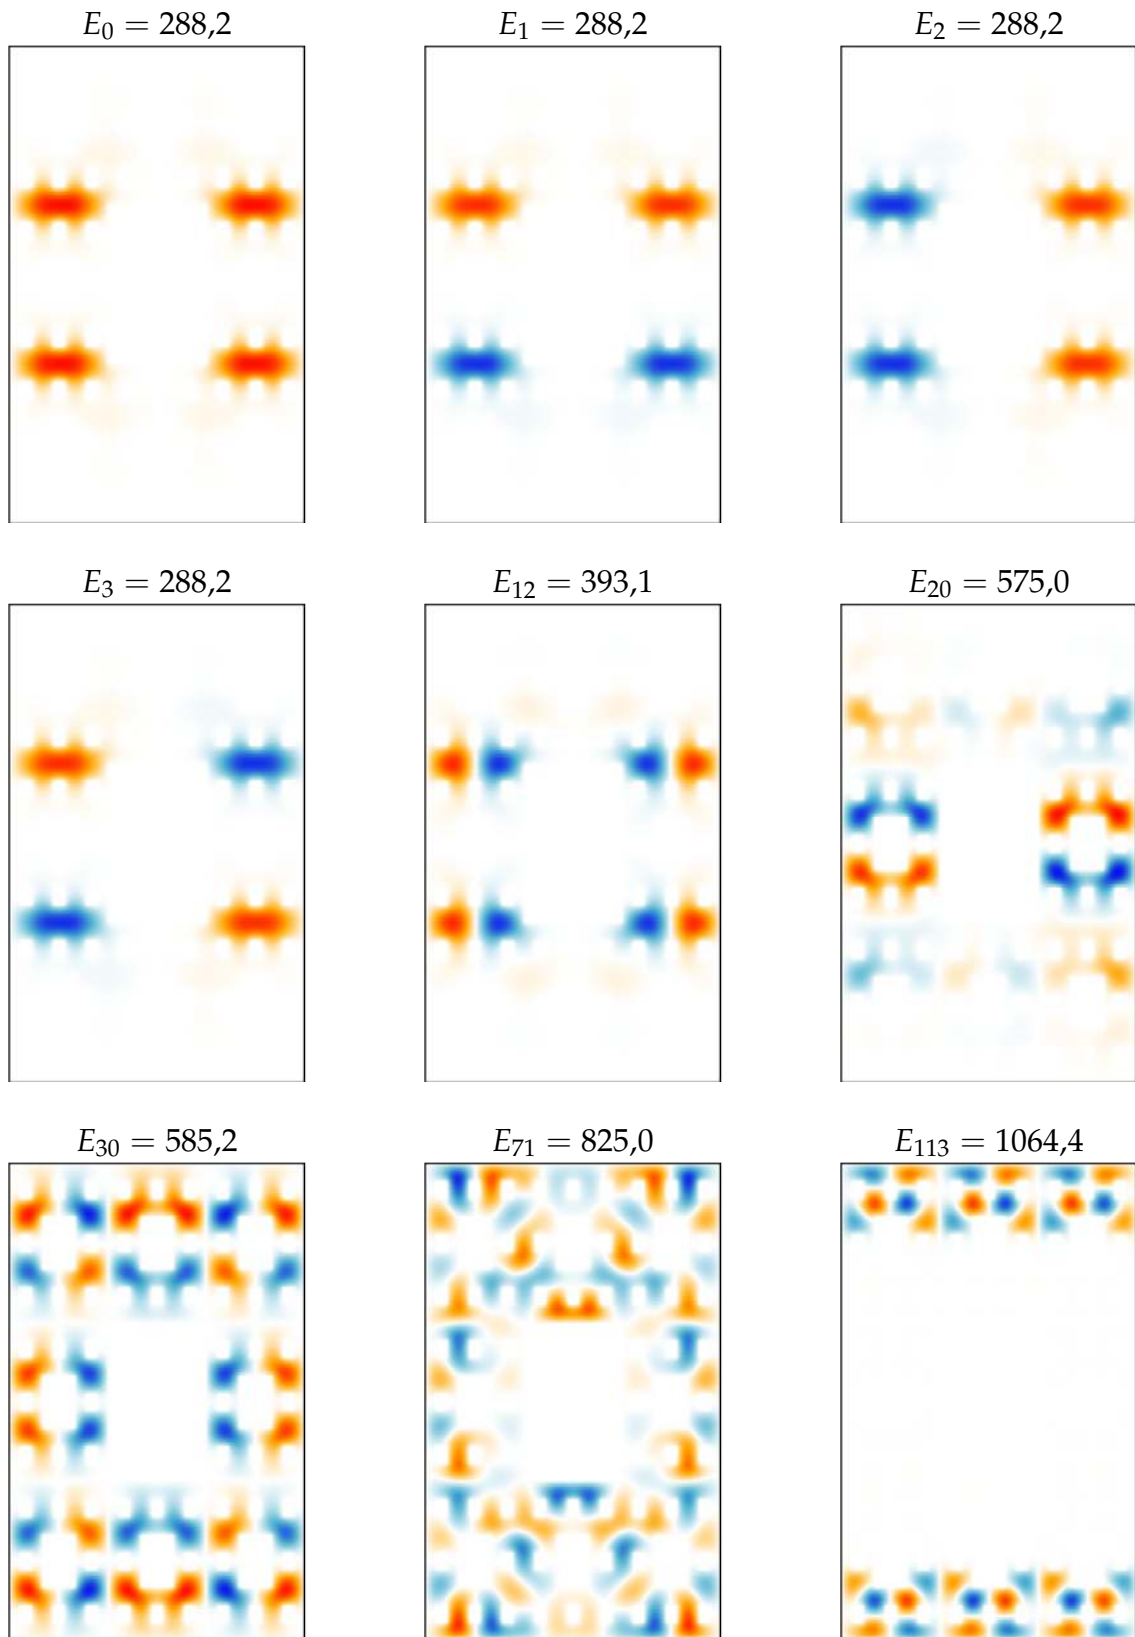 E₀ = 288,2
E₁ = 288,2
E₂ = 288,2
E₃ = 288,2
E₁₂ = 393,1
E₂₀ = 575,0
E₃₀ = 585,2
E₇₁ = 825,0
E₁₁₃ = 1064,4